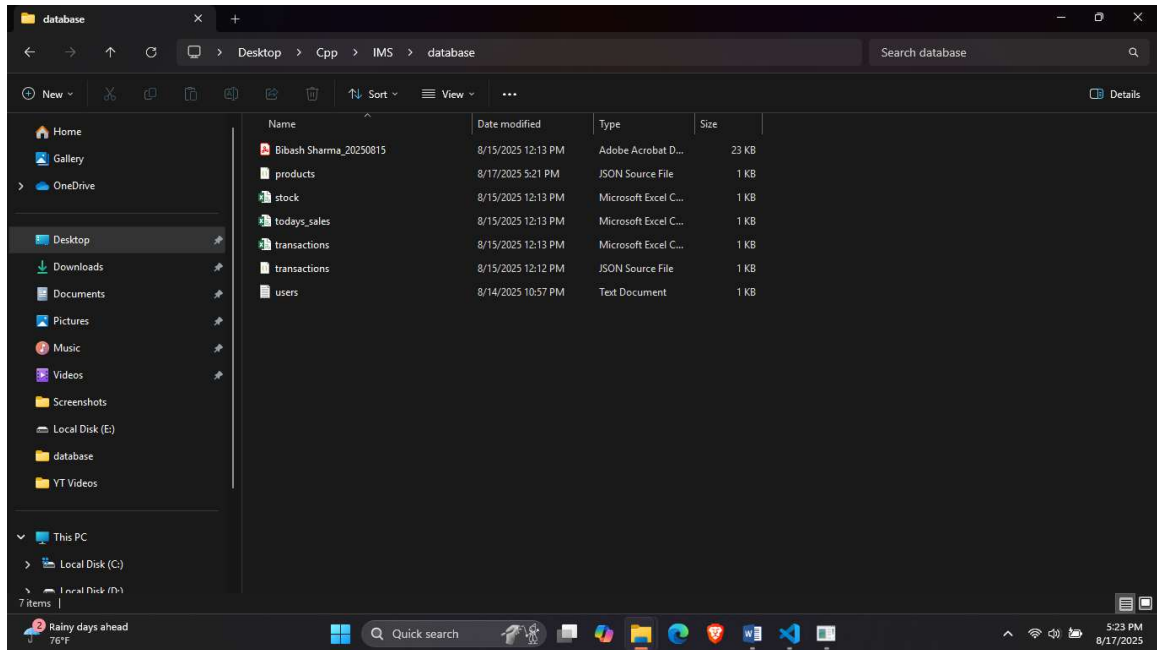 database
Desktop > Cpp > IMS > database
Search database
New
Sort
View
Details
Home
Gallery
OneDrive
Desktop
Downloads
Documents
Pictures
Music
Videos
Screenshots
Local Disk (E:)
database
YT Videos
This PC
Local Disk (C:)
Local Disk (D:)
Name Date modified Type Size
Bibash Sharma_20250815 8/15/2025 12:13 PM Adobe Acrobat D... 23 KB
products 8/17/2025 5:21 PM JSON Source File 1 KB
stock 8/15/2025 12:13 PM Microsoft Excel C... 1 KB
todays_sales 8/15/2025 12:13 PM Microsoft Excel C... 1 KB
transactions 8/15/2025 12:13 PM Microsoft Excel C... 1 KB
transactions 8/15/2025 12:12 PM JSON Source File 1 KB
users 8/14/2025 10:57 PM Text Document 1 KB
7 items
2
Rainy days ahead
76°F
Quick search
5:23 PM
8/17/2025